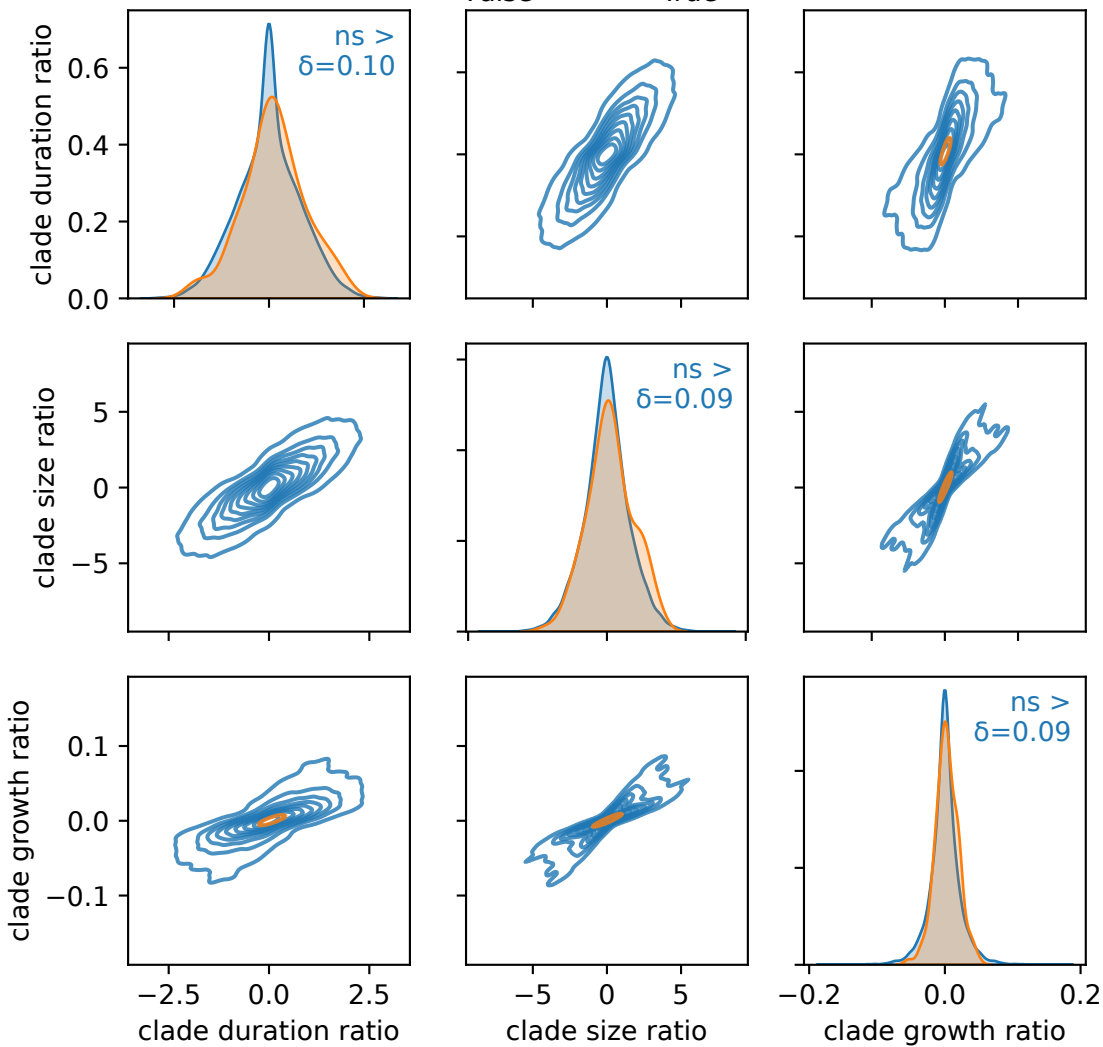 clade duration ratio
0.6
0.4
0.2
0.0
ns >
δ=0.10
clade size ratio
5
0
−5
ns >
δ=0.09
clade growth ratio
0.1
0.0
−0.1
ns >
δ=0.09
−2.5 0.0 2.5
−5 0 5
−0.2 0.0 0.2
clade duration ratio
clade size ratio
clade growth ratio